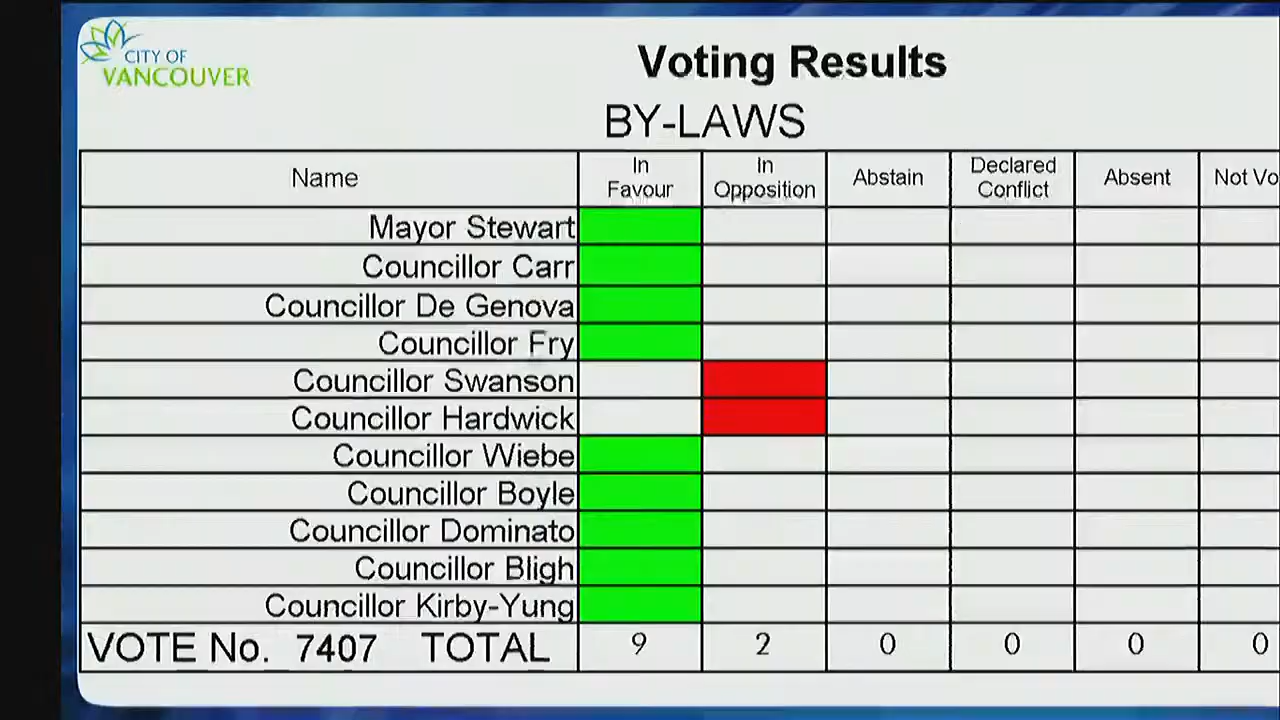 CITY OF
VANCOUVER
Voting Results
BY-LAWS
Name
In Favour
In Opposition
Abstain
Declared Conflict
Absent
Not Vo
Mayor Stewart
Councillor Carr
Councillor De Genova
Councillor Fry
Councillor Swanson
Councillor Hardwick
Councillor Wiebe
Councillor Boyle
Councillor Dominato
Councillor Bligh
Councillor Kirby-Yung
VOTE No. 7407 TOTAL 9 2 0 0 0 0